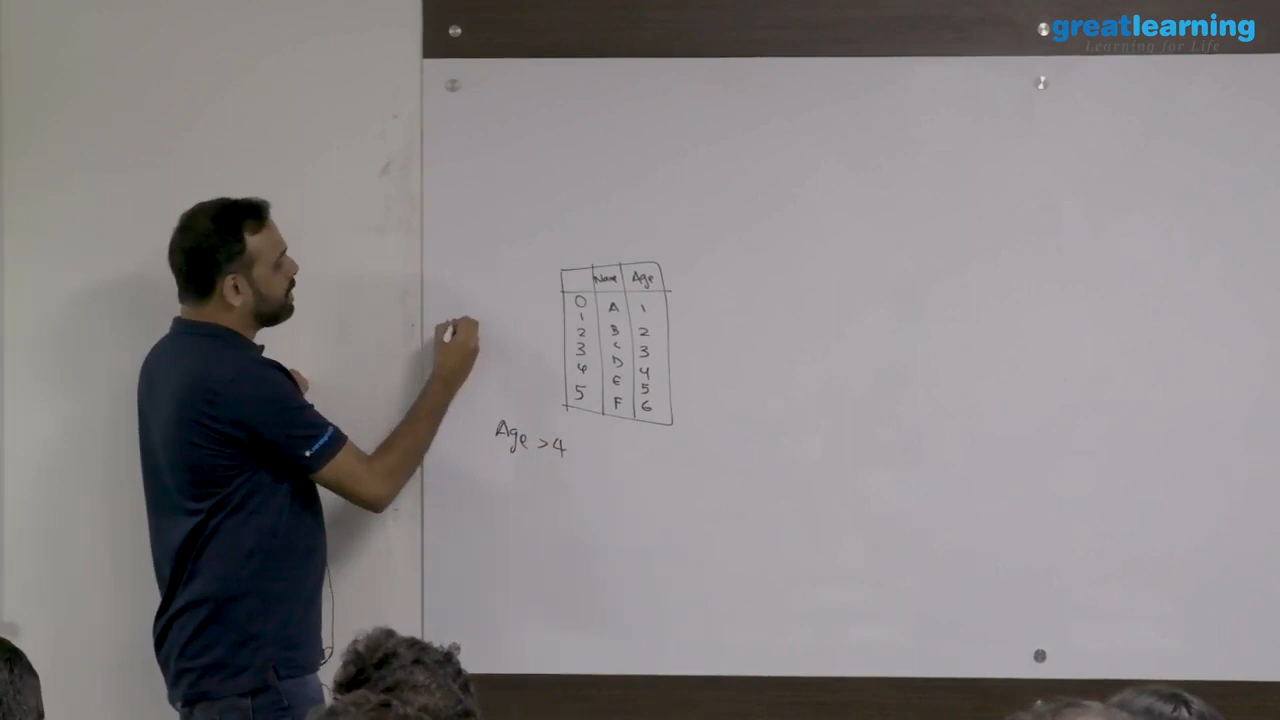 greatlearning
Learning for Life
Name Age
0 A 1
1 B 2
2 C 3
3 D 4
4 E 5
5 F 6
Age > 4